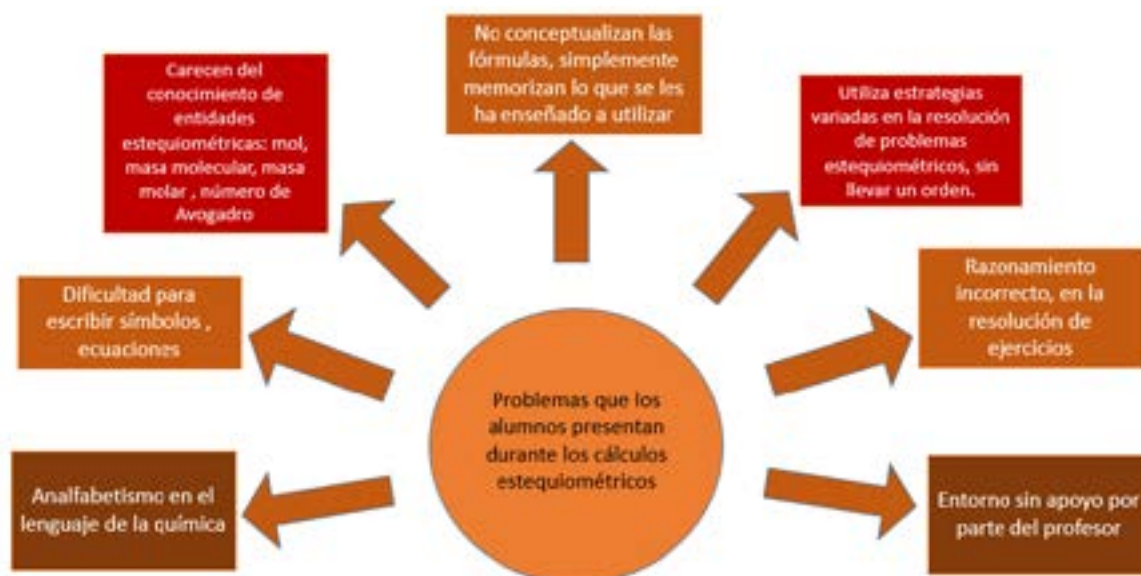 No conceptualizan las
fórmulas, simplemente
memorizan lo que se les
ha enseñado a utilizar
Carecen del
conocimiento de
entidades
estequiométricas: mol,
masa molecular, masa
molar , número de
Avogadro
Utiliza estrategias
variadas en la resolución
de problemas
estequiométricos, sin
llevar un orden.
Dificultad para
escribir símbolos ,
ecuaciones
Razonamiento
incorrecto, en la
resolución de
ejercicios
Problemas que los
alumnos presentan
durante los cálculos
estequiométricos
Analfabetismo en el
lenguaje de la química
Entorno sin apoyo por
parte del profesor